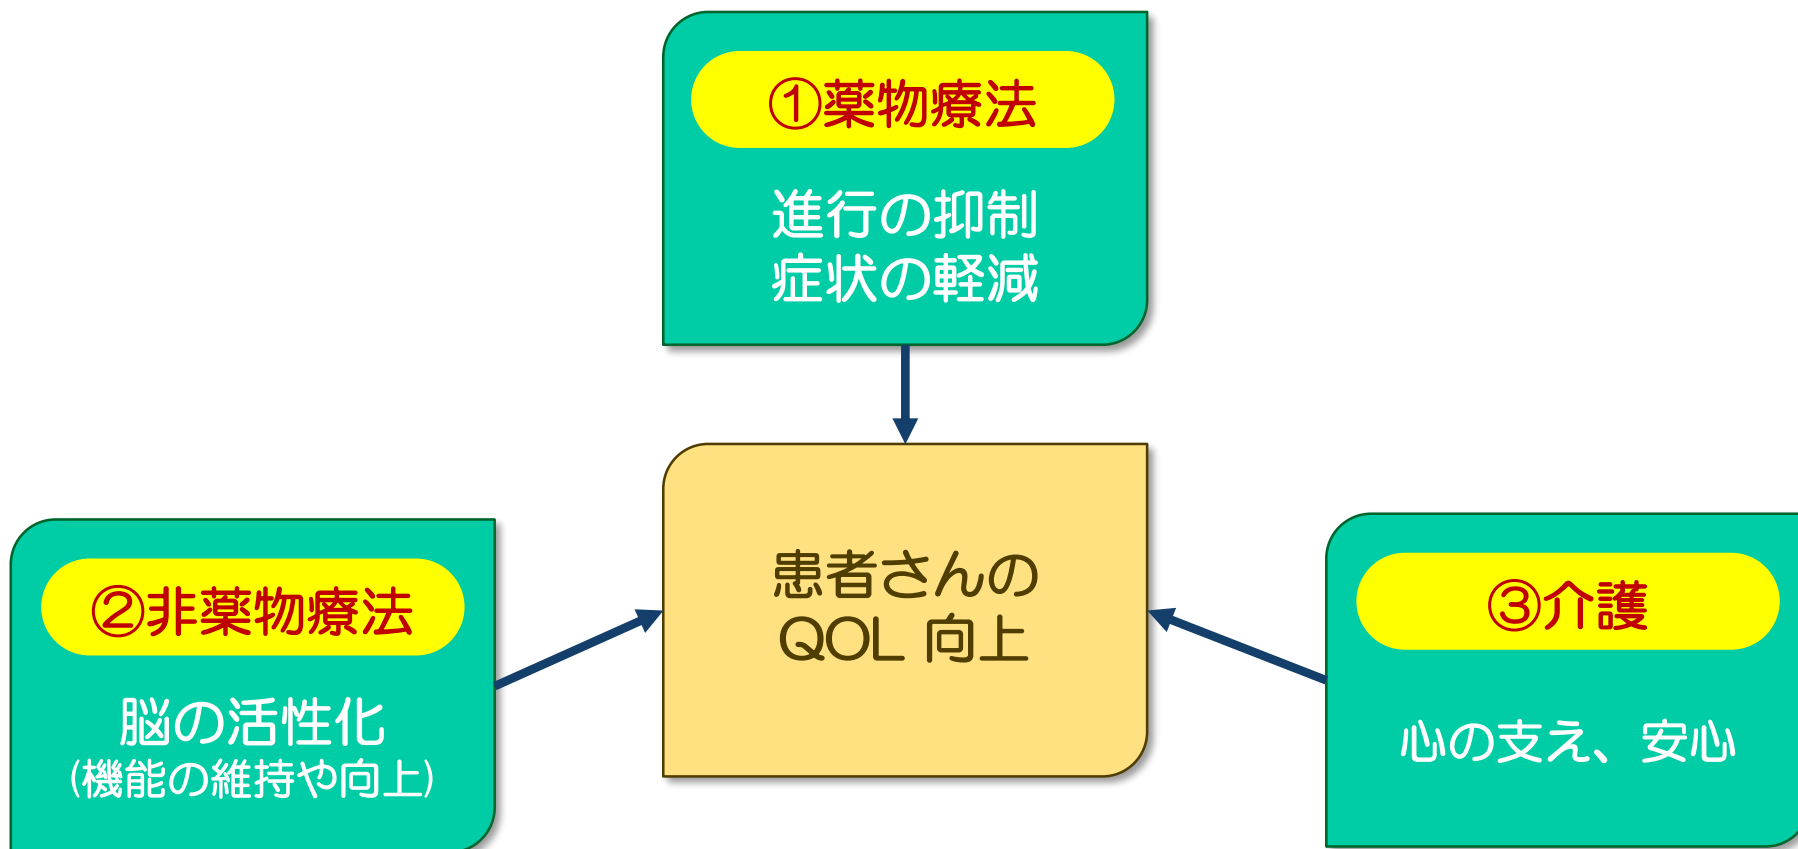 ①薬物療法
進行の抑制
症状の軽減
患者さんの
QOL 向上
②非薬物療法
脳の活性化
(機能の維持や向上)
③介護
心の支え、安心